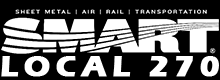 SHEET METAL | AIR | RAIL | TRANSPORTATION
SMART®
LOCAL 270